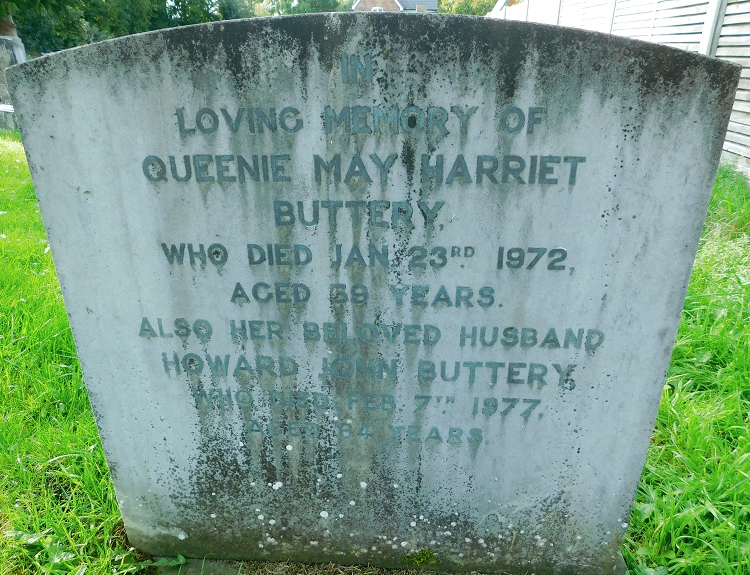 IN
LOVING MEMORY OF
QUEENIE MAY HARRIET
BUTTERY,
WHO DIED JAN. 23RD 1972,
AGED 59 YEARS.
ALSO HER BELOVED HUSBAND
HOWARD JOHN BUTTERY,
WHO DIED FEB. 7TH 1977,
AGED 64 YEARS.